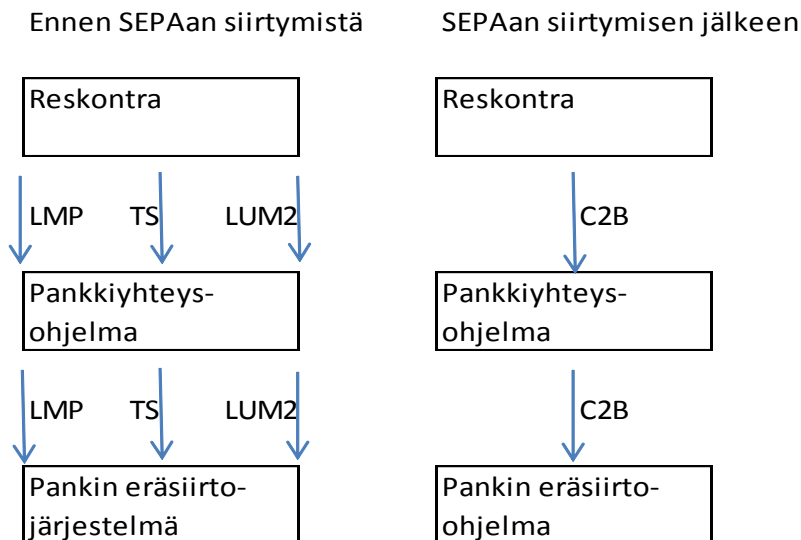 Ennen SEPAan siirtymistä
SEPAan siirtymisen jälkeen
Reskontra
Reskontra
LMP TS LUM2
C2B
Pankkiyhteys-
ohjelma
Pankkiyhteys-
ohjelma
LMP TS LUM2
C2B
Pankin eräsiirto-
järjestelmä
Pankin eräsiirto-
ohjelma